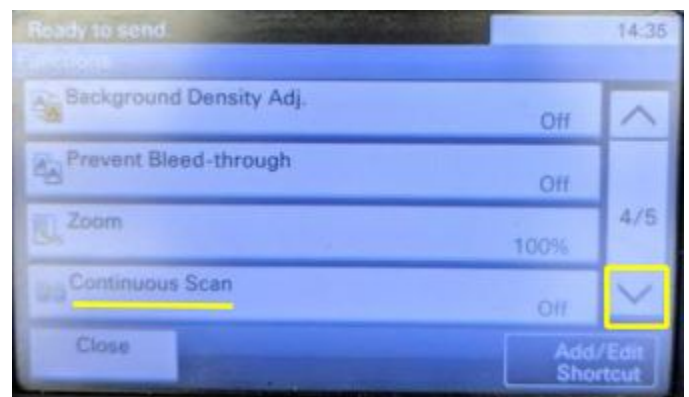 Ready to send.
14:35
Functions
Background Density Adj.
Off
Prevent Bleed-through
Off
4/5
Zoom
100%
Continuous Scan
Off
Close
Add/Edit
Shortcut